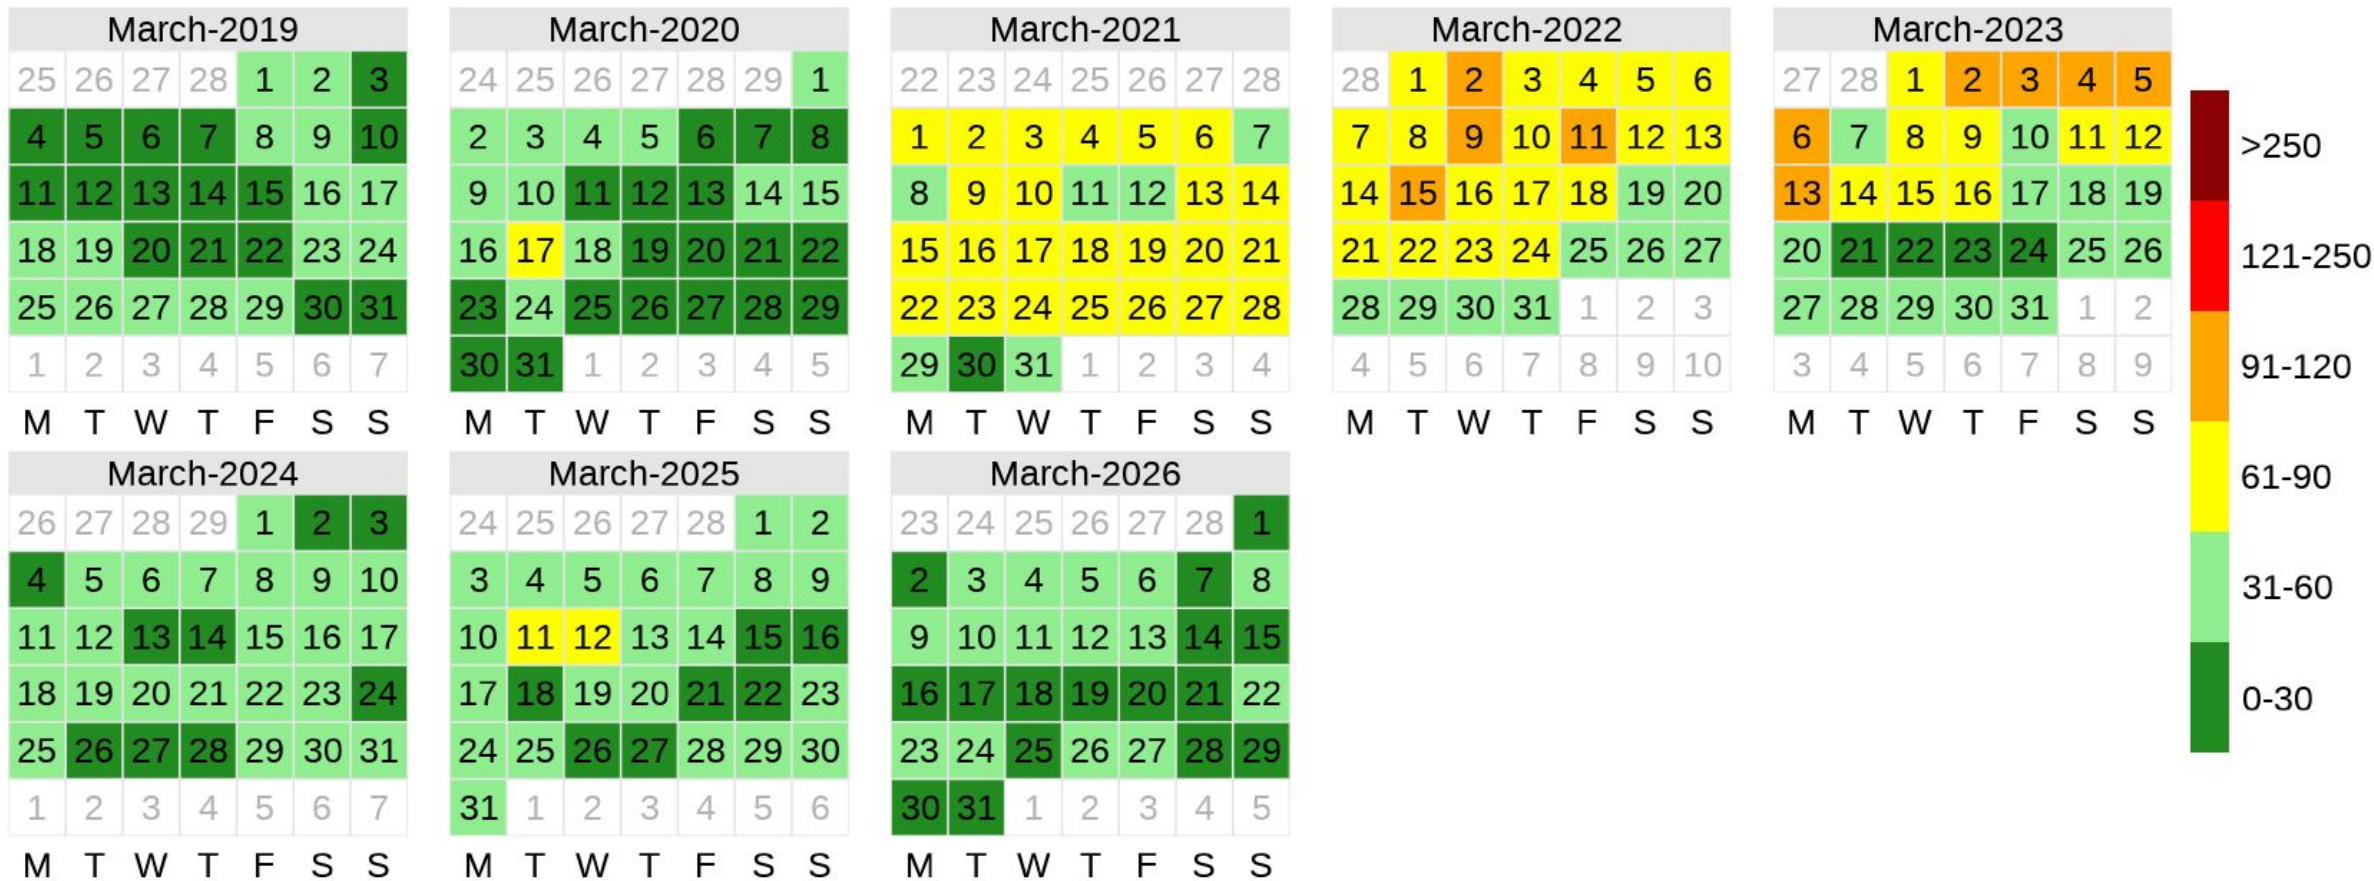 March-2019
25 26 27 28 1 2 3
4 5 6 7 8 9 10
11 12 13 14 15 16 17
18 19 20 21 22 23 24
25 26 27 28 29 30 31
1 2 3 4 5 6 7
M T W T F S S
March-2020
24 25 26 27 28 29 1
2 3 4 5 6 7 8
9 10 11 12 13 14 15
16 17 18 19 20 21 22
23 24 25 26 27 28 29
30 31 1 2 3 4 5
M T W T F S S
March-2021
22 23 24 25 26 27 28
1 2 3 4 5 6 7
8 9 10 11 12 13 14
15 16 17 18 19 20 21
22 23 24 25 26 27 28
29 30 31 1 2 3 4
M T W T F S S
March-2022
28 1 2 3 4 5 6
7 8 9 10 11 12 13
14 15 16 17 18 19 20
21 22 23 24 25 26 27
28 29 30 31 1 2 3
4 5 6 7 8 9 10
M T W T F S S
March-2023
27 28 1 2 3 4 5
6 7 8 9 10 11 12
13 14 15 16 17 18 19
20 21 22 23 24 25 26
27 28 29 30 31 1 2
3 4 5 6 7 8 9
M T W T F S S
March-2024
26 27 28 29 1 2 3
4 5 6 7 8 9 10
11 12 13 14 15 16 17
18 19 20 21 22 23 24
25 26 27 28 29 30 31
1 2 3 4 5 6 7
M T W T F S S
March-2025
24 25 26 27 28 1 2
3 4 5 6 7 8 9
10 11 12 13 14 15 16
17 18 19 20 21 22 23
24 25 26 27 28 29 30
31 1 2 3 4 5 6
M T W T F S S
March-2026
23 24 25 26 27 28 1
2 3 4 5 6 7 8
9 10 11 12 13 14 15
16 17 18 19 20 21 22
23 24 25 26 27 28 29
30 31 1 2 3 4 5
M T W T F S S
>250
121-250
91-120
61-90
31-60
0-30